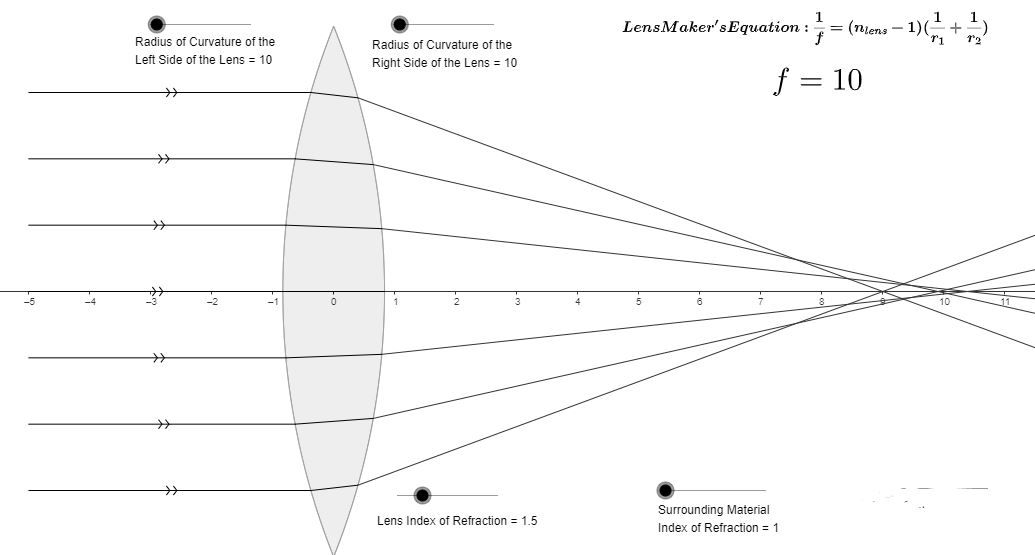 Radius of Curvature of the
Left Side of the Lens = 10
Radius of Curvature of the
Right Side of the Lens = 10
LensMaker'sEquation : 1/f = (n_lens − 1)(1/r₁ + 1/r₂)
f = 10
−5 −4 −3 −2 −1 0 1 2 3 4 5 6 7 8 9 10 11
Lens Index of Refraction = 1.5
Surrounding Material
Index of Refraction = 1